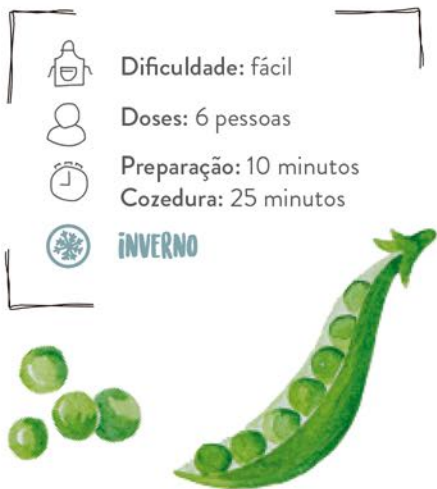 Dificuldade: fácil
Doses: 6 pessoas
Preparação: 10 minutos
Cozedura: 25 minutos
iNVERNO